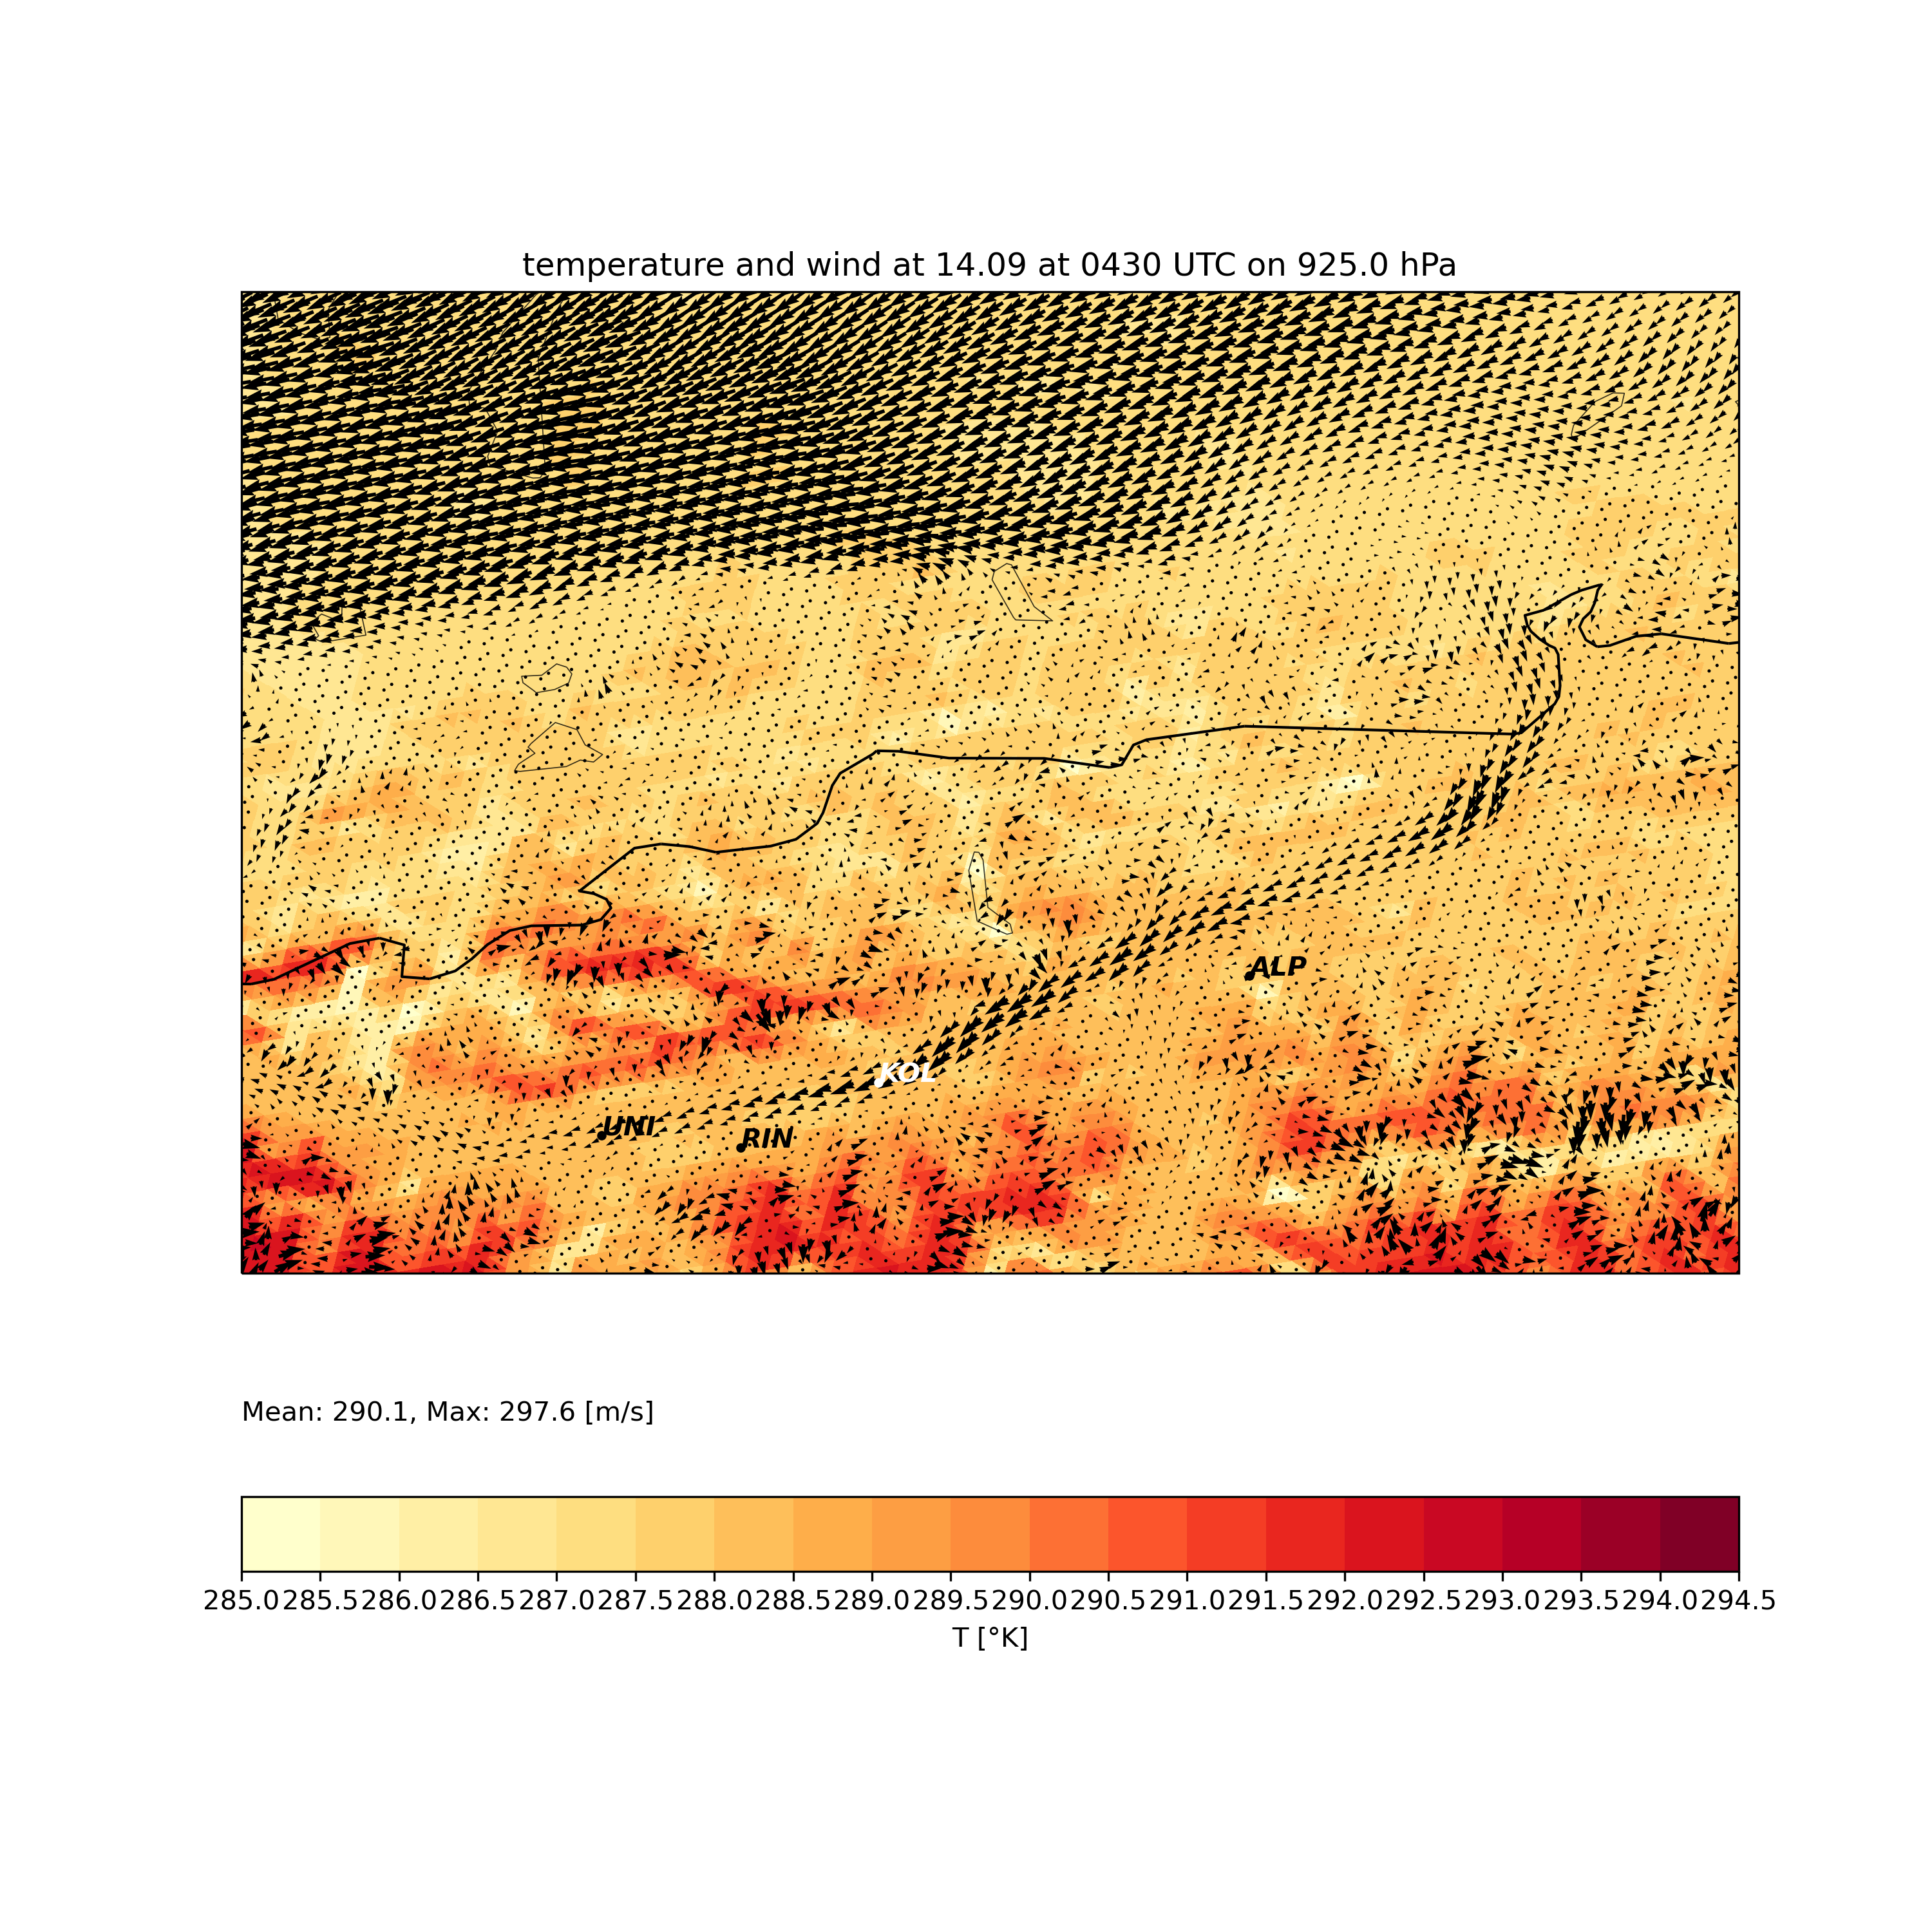 temperature and wind at 14.09 at 0430 UTC on 925.0 hPa
ALP
KOL
UNI
RIN
Mean: 290.1, Max: 297.6 [m/s]
285.0 285.5 286.0 286.5 287.0 287.5 288.0 288.5 289.0 289.5 290.0 290.5 291.0 291.5 292.0 292.5 293.0 293.5 294.0 294.5
T [°K]